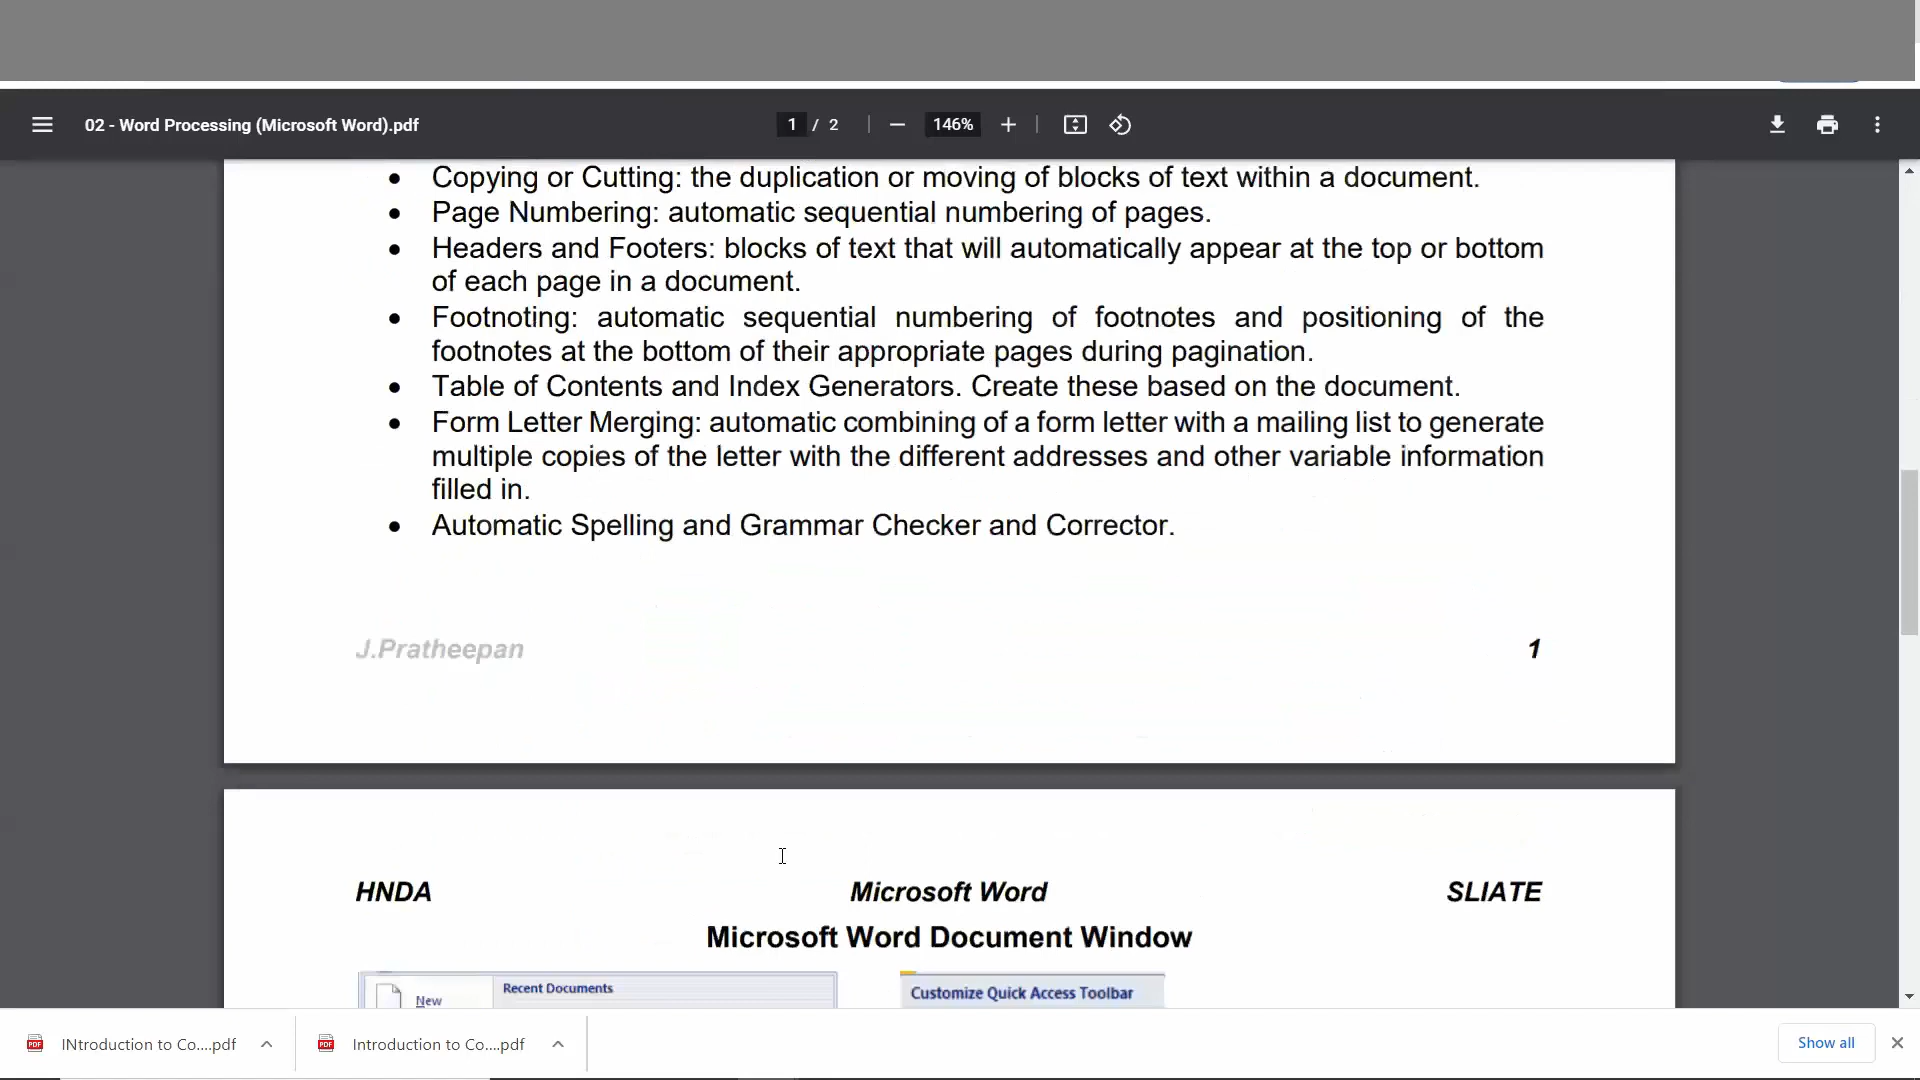 02 - Word Processing (Microsoft Word).pdf
1 / 2
146%
• Copying or Cutting: the duplication or moving of blocks of text within a document.
• Page Numbering: automatic sequential numbering of pages.
• Headers and Footers: blocks of text that will automatically appear at the top or bottom
of each page in a document.
• Footnoting: automatic sequential numbering of footnotes and positioning of the
footnotes at the bottom of their appropriate pages during pagination.
• Table of Contents and Index Generators. Create these based on the document.
• Form Letter Merging: automatic combining of a form letter with a mailing list to generate
multiple copies of the letter with the different addresses and other variable information
filled in.
• Automatic Spelling and Grammar Checker and Corrector.
J.Pratheepan 1
HNDA Microsoft Word SLIATE
Microsoft Word Document Window
New Recent Documents Customize Quick Access Toolbar
INtroduction to Co....pdf Introduction to Co....pdf Show all